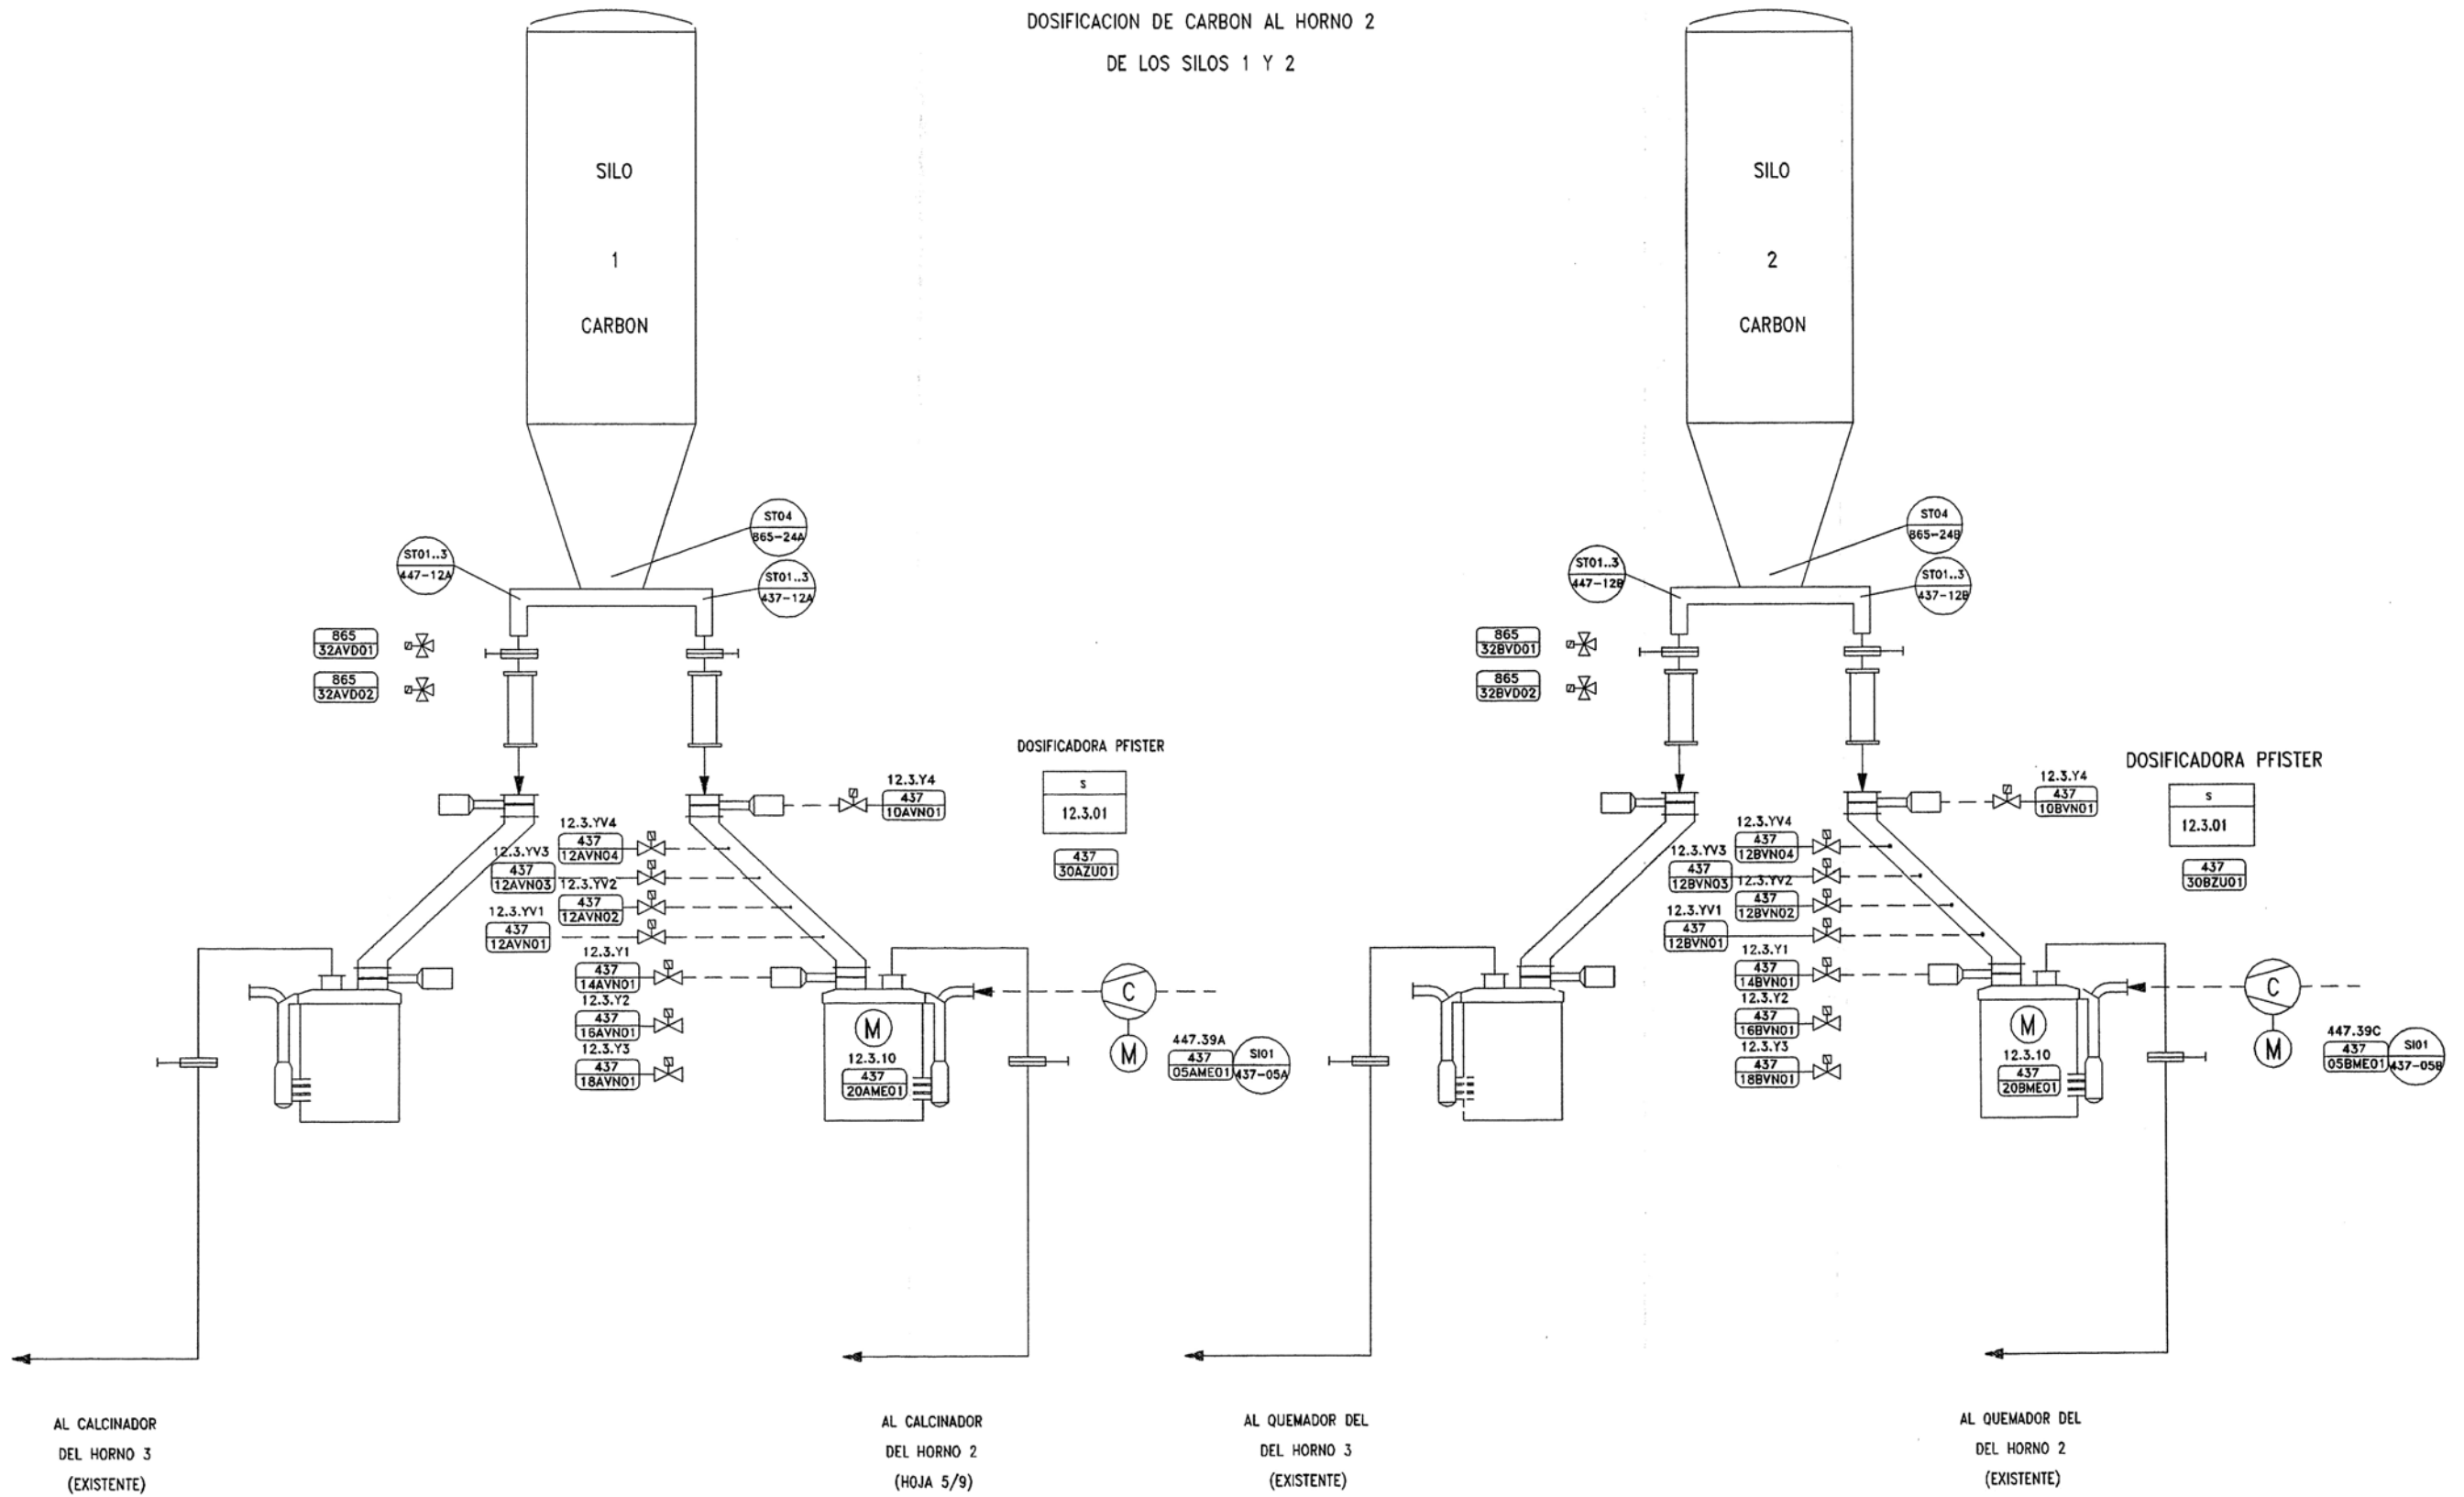 DOSIFICACION DE CARBON AL HORNO 2
DE LOS SILOS 1 Y 2
SILO
1
CARBON
ST04
865-24A
ST01..3
447-12A
ST01..3
437-12A
865
32AVD01
865
32AVD02
12.3.Y4
437
10AVN01
DOSIFICADORA PFISTER
S
12.3.01
437
30AZU01
12.3.YV4
437
12AVN04
12.3.YV3
437
12AVN03
12.3.YV2
437
12AVN02
12.3.YV1
437
12AVN01
12.3.Y1
437
14AVN01
12.3.Y2
437
16AVN01
12.3.Y3
437
18AVN01
M
12.3.10
437
20AME01
C
M
447.39A
437
05AME01
SI01
437-05A
AL CALCINADOR
DEL HORNO 3
(EXISTENTE)
AL CALCINADOR
DEL HORNO 2
(HOJA 5/9)
SILO
2
CARBON
ST04
865-24B
ST01..3
447-12B
ST01..3
437-12B
865
32BVD01
865
32BVD02
12.3.Y4
437
10BVN01
DOSIFICADORA PFISTER
S
12.3.01
437
30BZU01
12.3.YV4
437
12BVN04
12.3.YV3
437
12BVN03
12.3.YV2
437
12BVN02
12.3.YV1
437
12BVN01
12.3.Y1
437
14BVN01
12.3.Y2
437
16BVN01
12.3.Y3
437
18BVN01
M
12.3.10
437
20BME01
C
M
447.39C
437
05BME01
SI01
437-05B
AL QUEMADOR DEL
DEL HORNO 3
(EXISTENTE)
AL QUEMADOR DEL
DEL HORNO 2
(EXISTENTE)